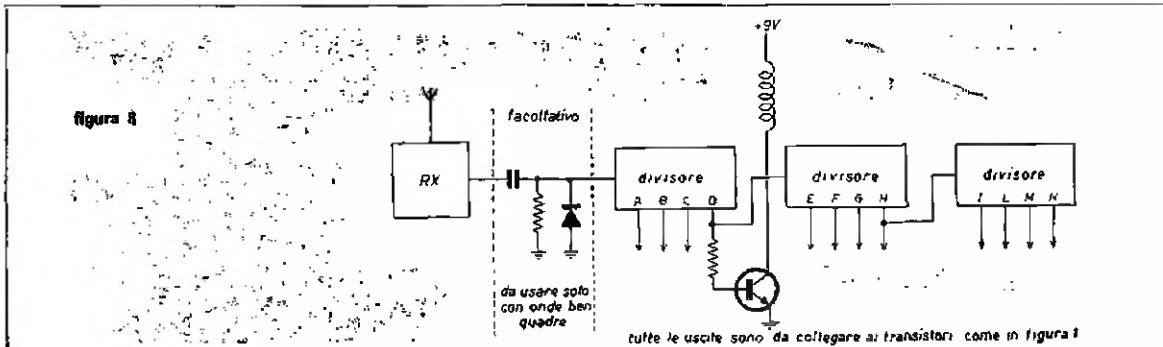 +9V
figura 8
facoltativo
RX
divisore
A B C D
divisore
E F G H
divisore
I L M N
da usare solo
con onde ben
quadre
tutte le uscite sono da collegare ai transistori come in figura 1